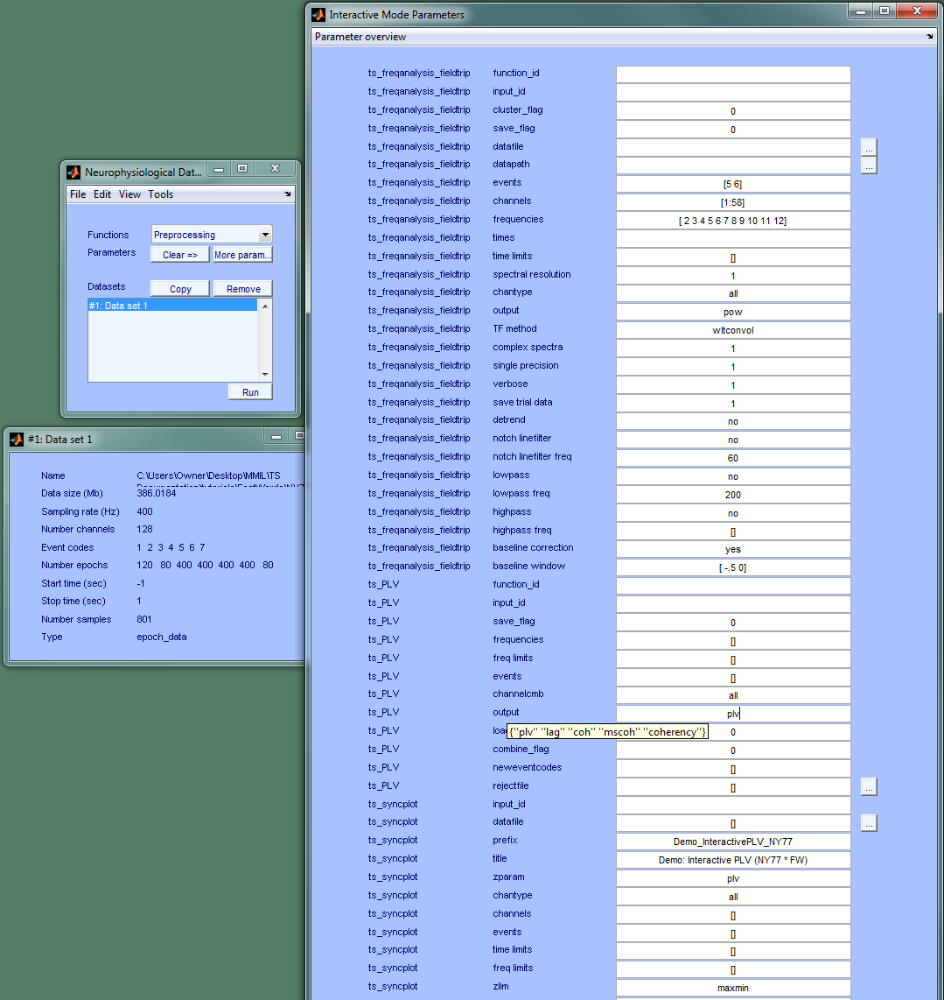 Interactive Mode Parameters
Parameter overview
ts_freqanalysis_fieldtrip function_id
ts_freqanalysis_fieldtrip input_id
ts_freqanalysis_fieldtrip cluster_flag 0
ts_freqanalysis_fieldtrip save_flag 0
ts_freqanalysis_fieldtrip datafile ...
ts_freqanalysis_fieldtrip datapath ...
ts_freqanalysis_fieldtrip events [5 6]
ts_freqanalysis_fieldtrip channels [1:58]
ts_freqanalysis_fieldtrip frequencies [ 2 3 4 5 6 7 8 9 10 11 12]
ts_freqanalysis_fieldtrip times
ts_freqanalysis_fieldtrip time limits []
ts_freqanalysis_fieldtrip spectral resolution 1
ts_freqanalysis_fieldtrip chantype all
ts_freqanalysis_fieldtrip output pow
ts_freqanalysis_fieldtrip TF method wltconvol
ts_freqanalysis_fieldtrip complex spectra 1
ts_freqanalysis_fieldtrip single precision 1
ts_freqanalysis_fieldtrip verbose 1
ts_freqanalysis_fieldtrip save trial data 1
ts_freqanalysis_fieldtrip detrend no
ts_freqanalysis_fieldtrip notch linefilter no
ts_freqanalysis_fieldtrip notch linefilter freq 60
ts_freqanalysis_fieldtrip lowpass no
ts_freqanalysis_fieldtrip lowpass freq 200
ts_freqanalysis_fieldtrip highpass no
ts_freqanalysis_fieldtrip highpass freq []
ts_freqanalysis_fieldtrip baseline correction yes
ts_freqanalysis_fieldtrip baseline window [ -.5 0]
ts_PLV function_id
ts_PLV input_id
ts_PLV save_flag 0
ts_PLV frequencies []
ts_PLV freq limits []
ts_PLV events []
ts_PLV channelcmb all
ts_PLV output plv
ts_PLV loa {''plv'' ''lag'' ''coh'' ''mscoh'' ''coherency''} 0
ts_PLV combine_flag 0
ts_PLV neweventcodes []
ts_PLV rejectfile [] ...
ts_syncplot input_id
ts_syncplot datafile [] ...
ts_syncplot prefix Demo_InteractivePLV_NY77
ts_syncplot title Demo: Interactive PLV (NY77 * FW)
ts_syncplot zparam plv
ts_syncplot chantype all
ts_syncplot channels []
ts_syncplot events []
ts_syncplot time limits []
ts_syncplot freq limits []
ts_syncplot zlim maxmin
Neurophysiological Dat...
File Edit View Tools
Functions Preprocessing
Parameters Clear => More param...
Datasets Copy Remove
#1: Data set 1
Run
#1: Data set 1
Name C:\Users\Owner\Desktop\MMIL\TS
Data size (Mb) 386.0184
Sampling rate (Hz) 400
Number channels 128
Event codes 1 2 3 4 5 6 7
Number epochs 120 80 400 400 400 400 80
Start time (sec) -1
Stop time (sec) 1
Number samples 801
Type epoch_data